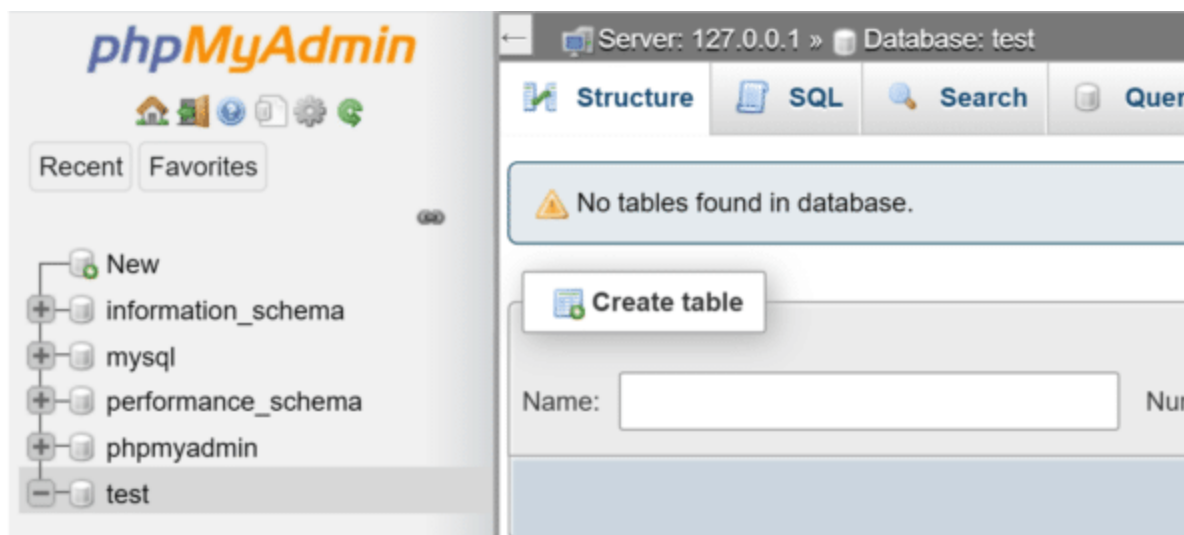 phpMyAdmin
Recent Favorites
New
information_schema
mysql
performance_schema
phpmyadmin
test
Server: 127.0.0.1 » Database: test
Structure SQL Search
No tables found in database.
Create table
Name: